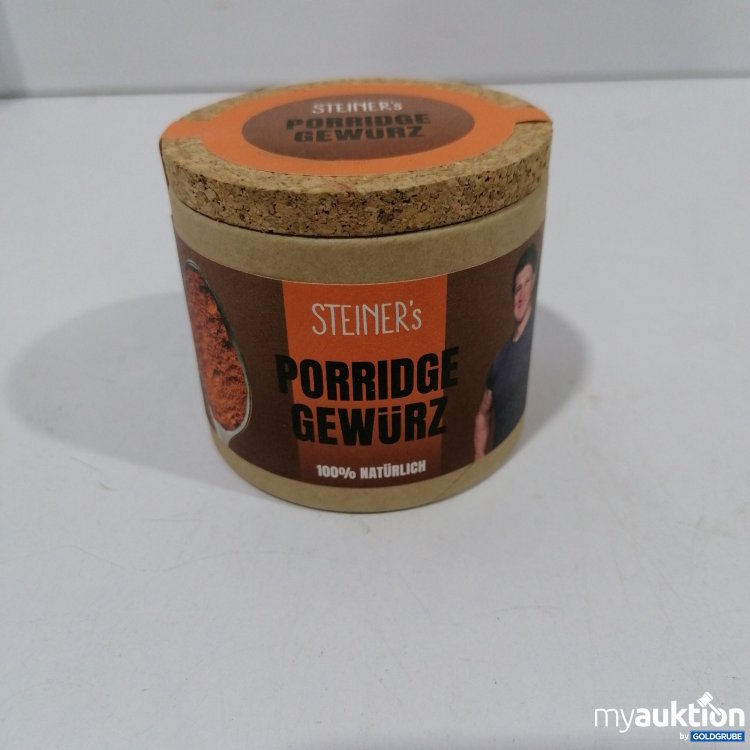 STEINER's
PORRIDGE
GEWÜRZ
STEINER's
PORRIDGE
GEWÜRZ
100% NATÜRLICH
myauktion
by GOLDGRUBE